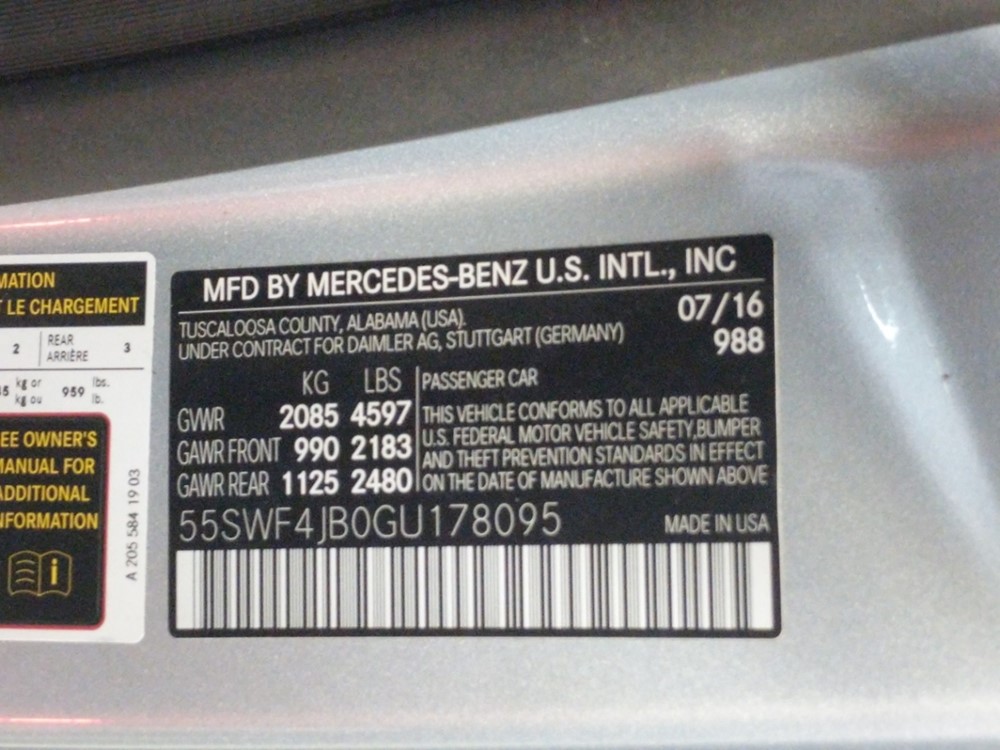 MATION
LE CHARGEMENT
2 REAR ARRIÈRE 3
kg or kg ou 959 lbs. lb.
EE OWNER'S
ANUAL FOR
ADDITIONAL
NFORMATION
A 205 584 19 03
MFD BY MERCEDES-BENZ U.S. INTL., INC
TUSCALOOSA COUNTY, ALABAMA (USA). 07/16
UNDER CONTRACT FOR DAIMLER AG, STUTTGART (GERMANY) 988
KG LBS PASSENGER CAR
GVWR 2085 4597
GAWR FRONT 990 2183
GAWR REAR 1125 2480
THIS VEHICLE CONFORMS TO ALL APPLICABLE
U.S. FEDERAL MOTOR VEHICLE SAFETY,BUMPER
AND THEFT PREVENTION STANDARDS IN EFFECT
ON THE DATE OF MANUFACTURE SHOWN ABOVE
55SWF4JB0GU178095 MADE IN USA